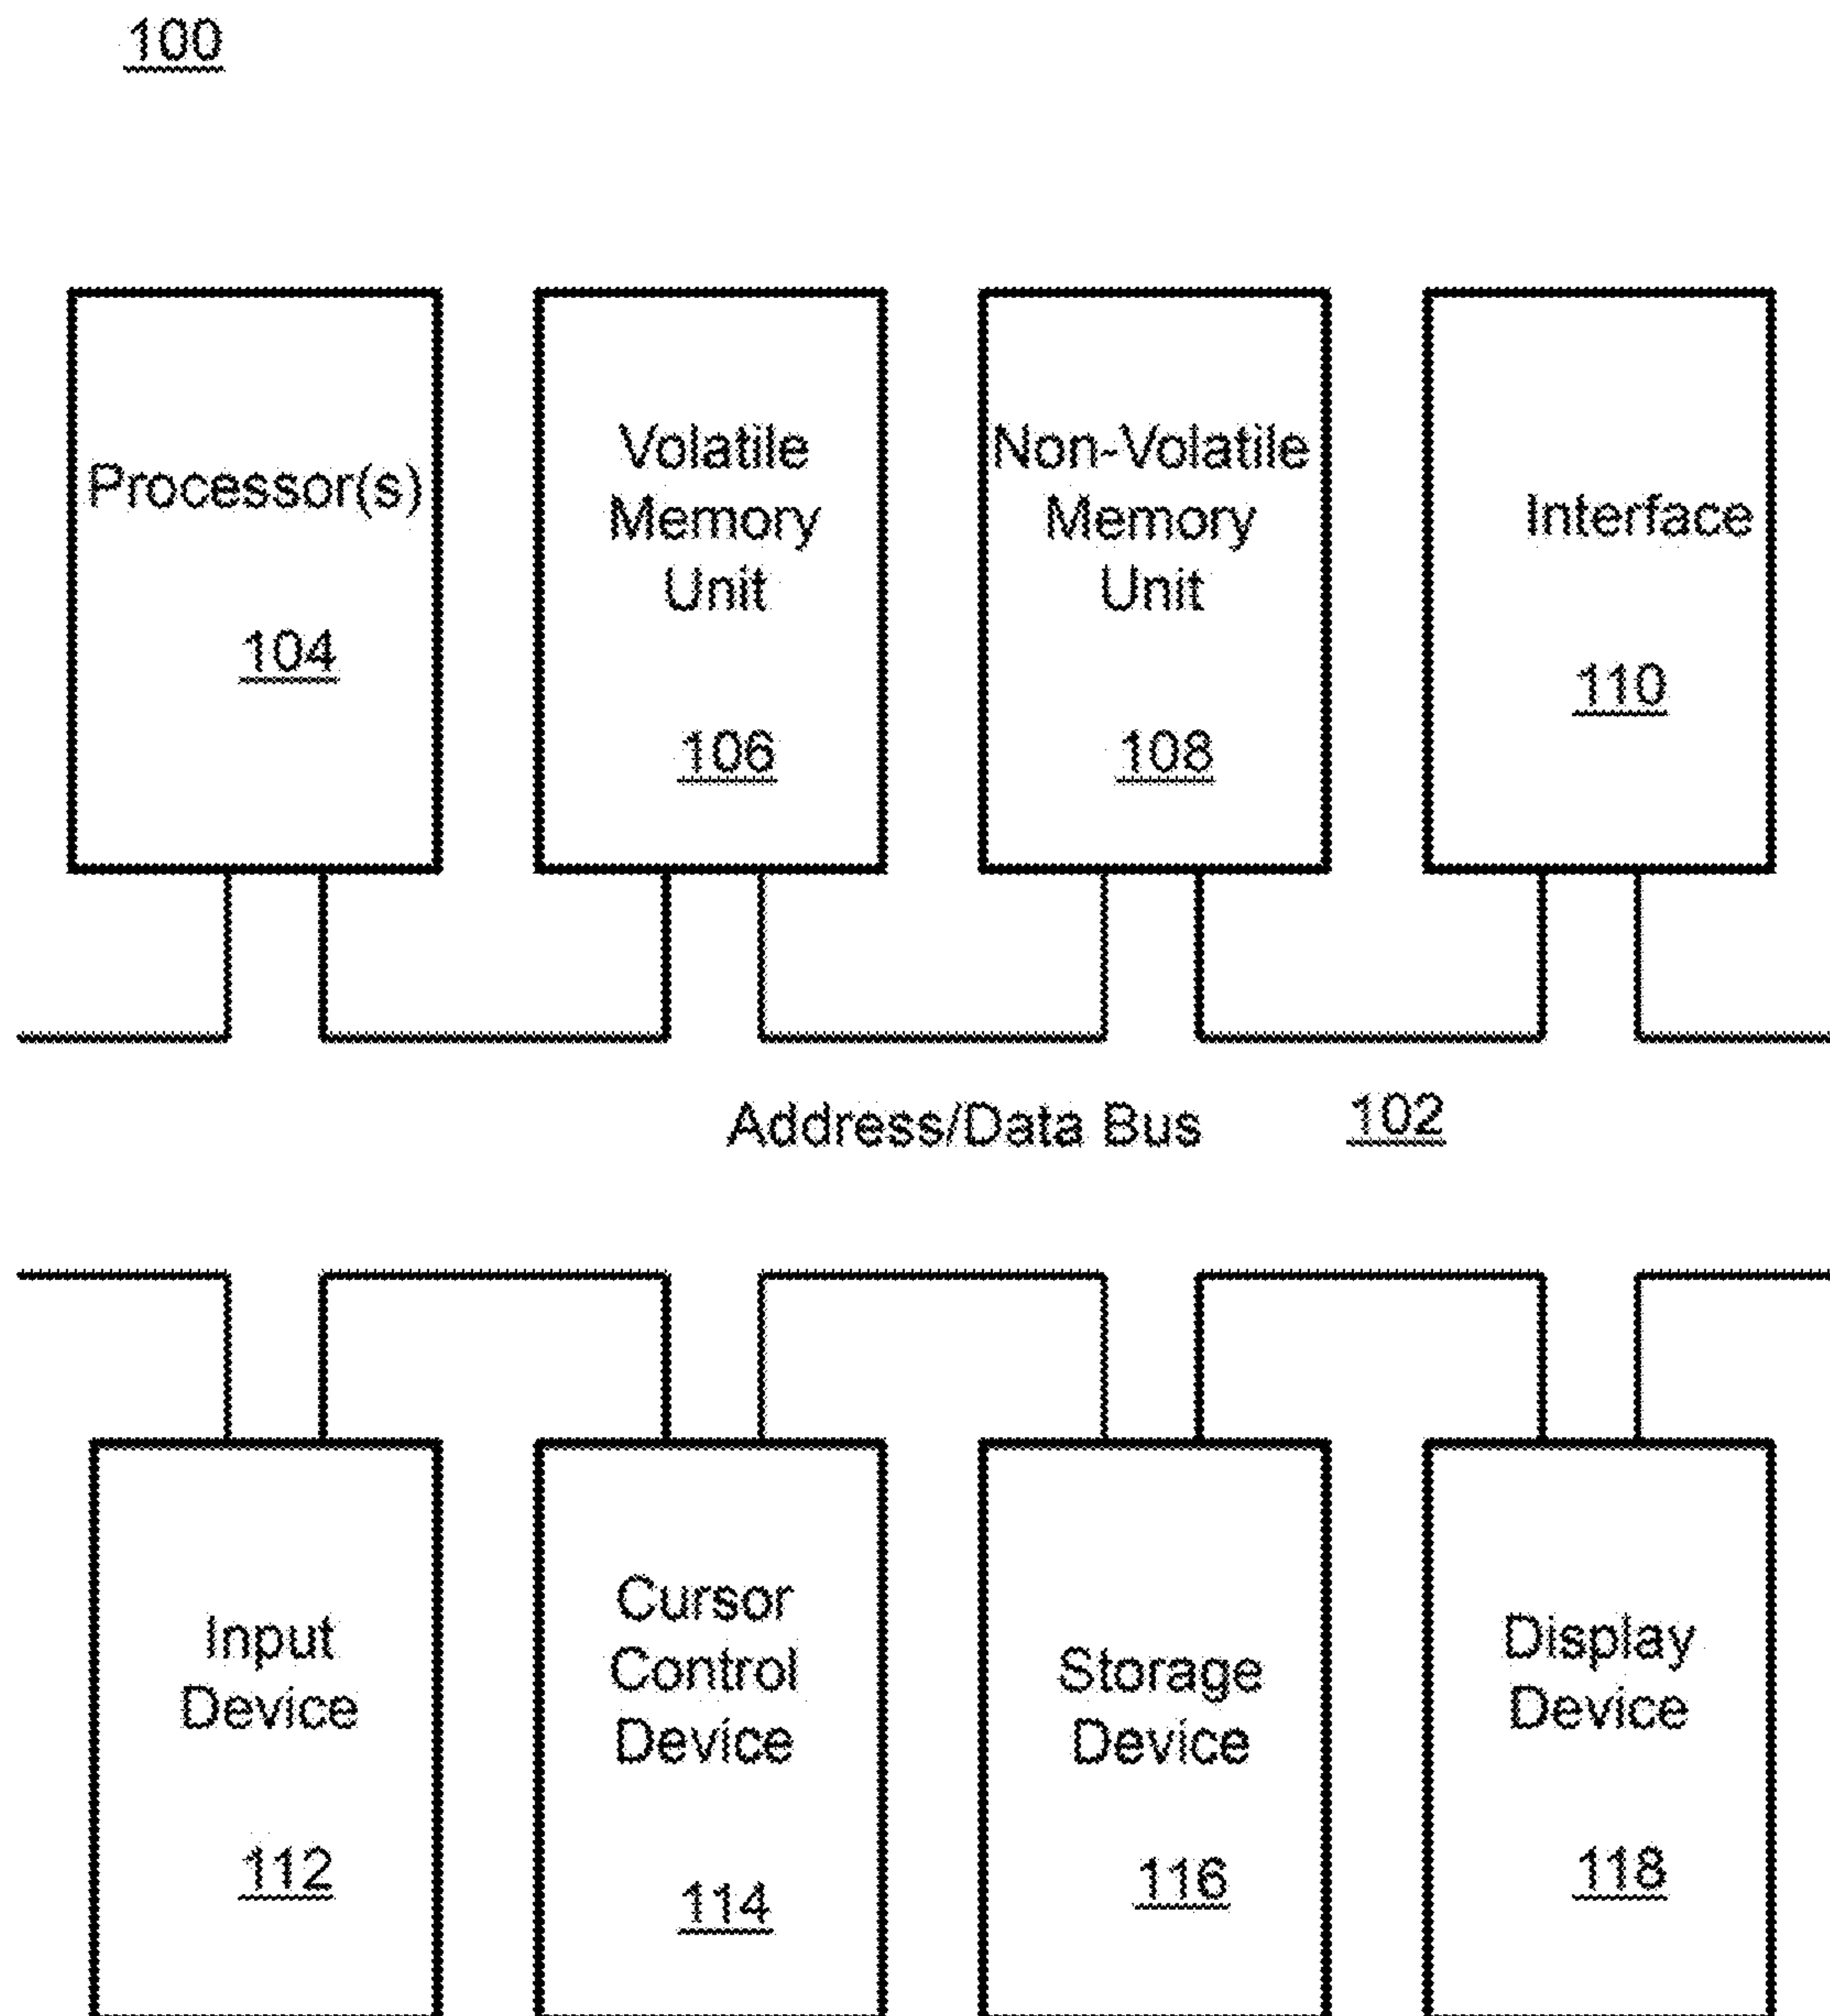 100
Processor(s)
104
Volatile
Memory
Unit
106
Non-Volatile
Memory
Unit
108
Interface
110
Address/Data Bus 102
Input
Device
112
Cursor
Control
Device
114
Storage
Device
116
Display
Device
118